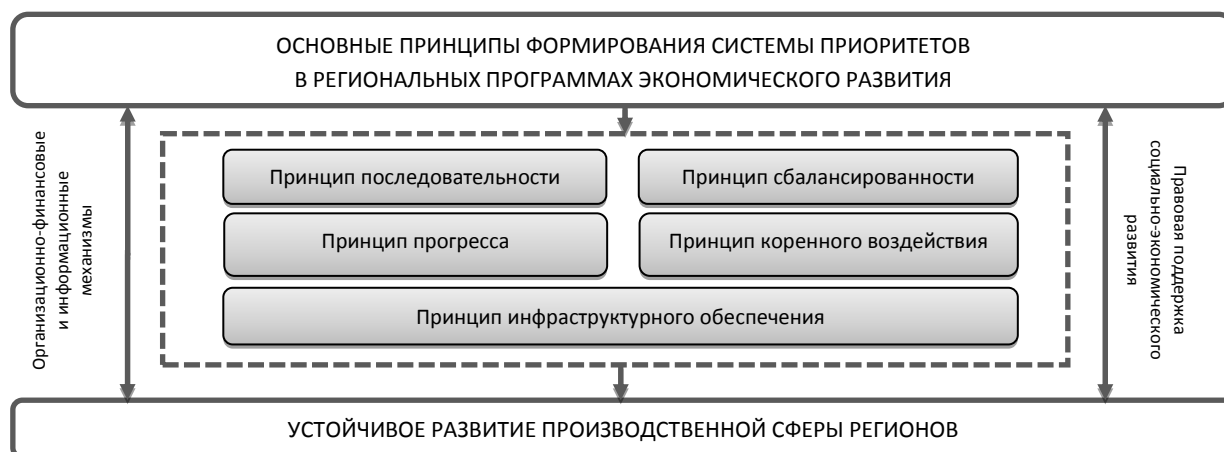 ОСНОВНЫЕ ПРИНЦИПЫ ФОРМИРОВАНИЯ СИСТЕМЫ ПРИОРИТЕТОВ
В РЕГИОНАЛЬНЫХ ПРОГРАММАХ ЭКОНОМИЧЕСКОГО РАЗВИТИЯ
Организационно-финансовые
и информационные
механизмы
Принцип последовательности
Принцип сбалансированности
Принцип прогресса
Принцип коренного воздействия
Принцип инфраструктурного обеспечения
Правовая поддержка
социально-экономического
развития
УСТОЙЧИВОЕ РАЗВИТИЕ ПРОИЗВОДСТВЕННОЙ СФЕРЫ РЕГИОНОВ